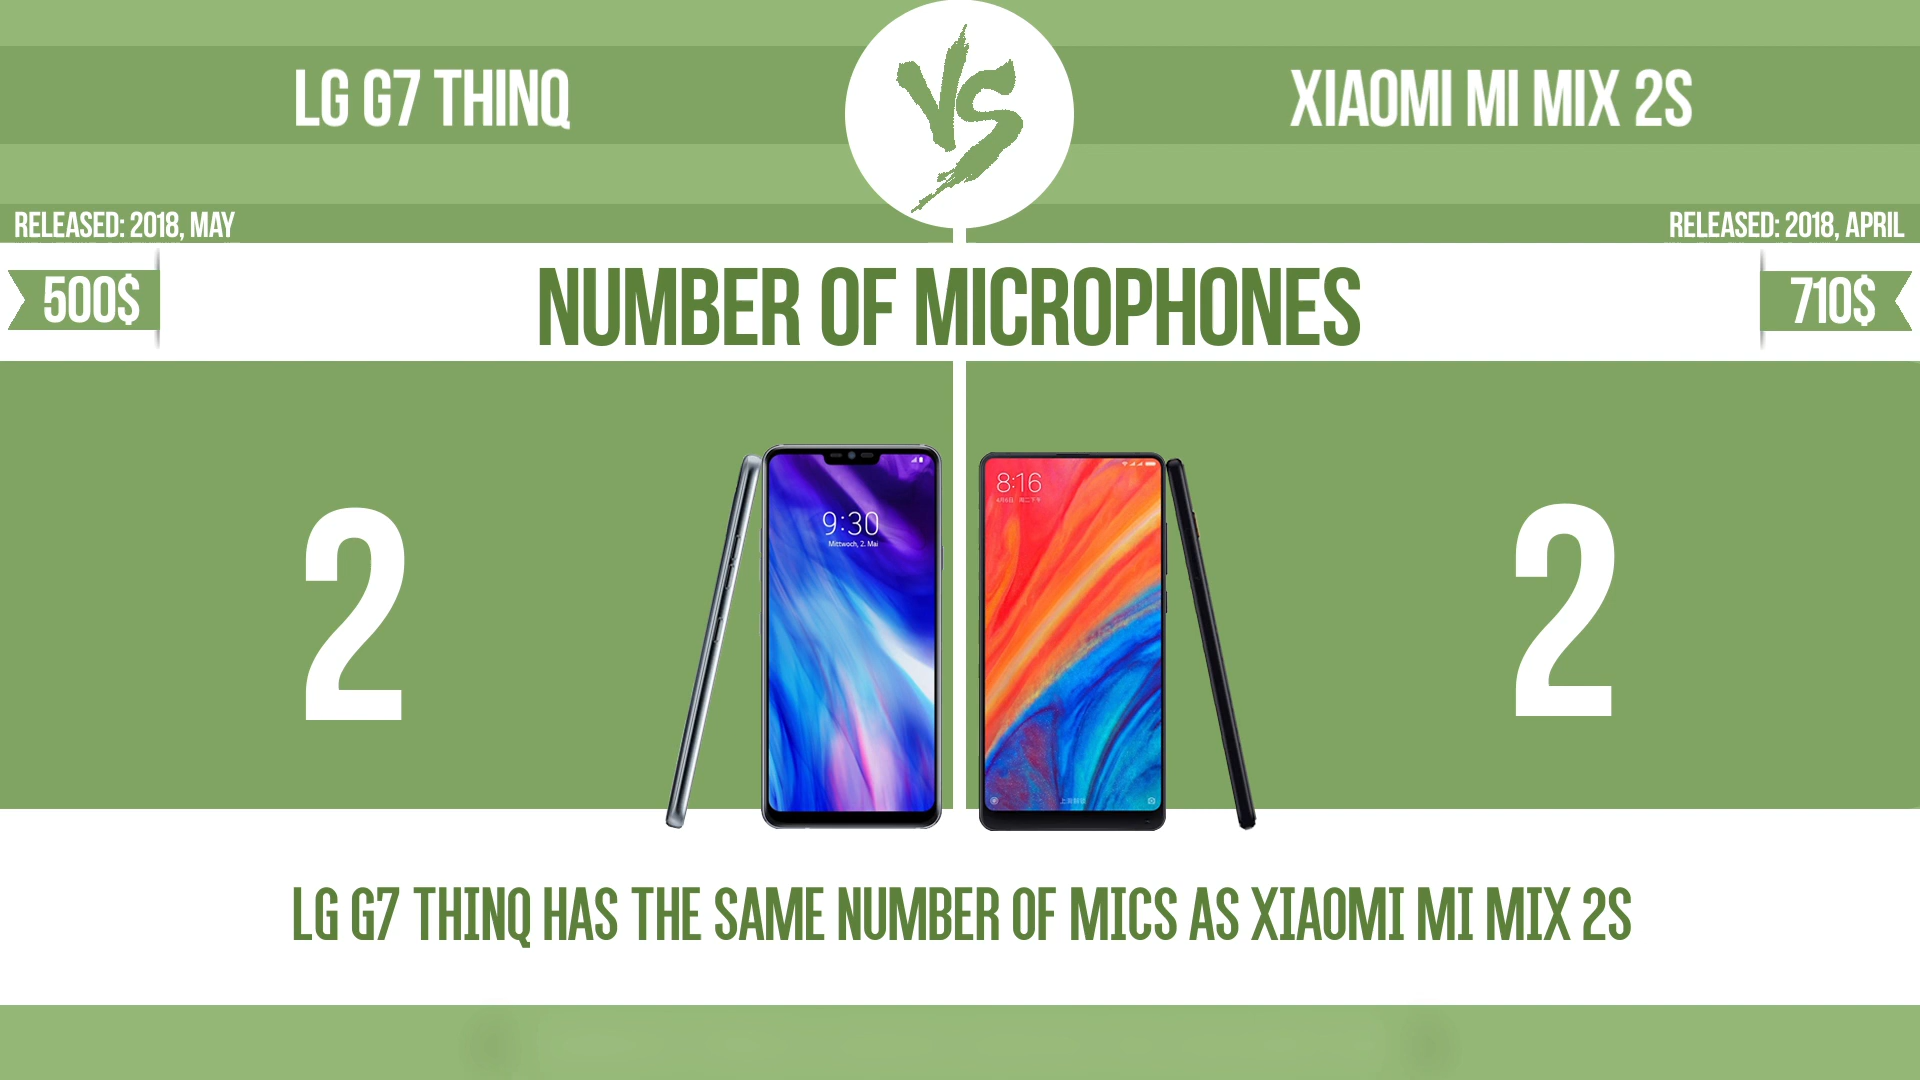 LG G7 THINQ
VS
XIAOMI MI MIX 2S
RELEASED: 2018, MAY
RELEASED: 2018, APRIL
500$
NUMBER OF MICROPHONES
710$
2
9:30
Mittwoch, 2. Mai
8:16
2
LG G7 THINQ HAS THE SAME NUMBER OF MICS AS XIAOMI MI MIX 2S